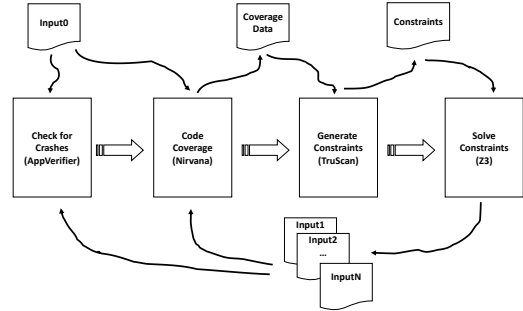 Input0
Coverage
Data
Constraints
Check for
Crashes
(AppVerifier)
Code
Coverage
(Nirvana)
Generate
Constraints
(TruScan)
Solve
Constraints
(Z3)
Input1
Input2
...
InputN